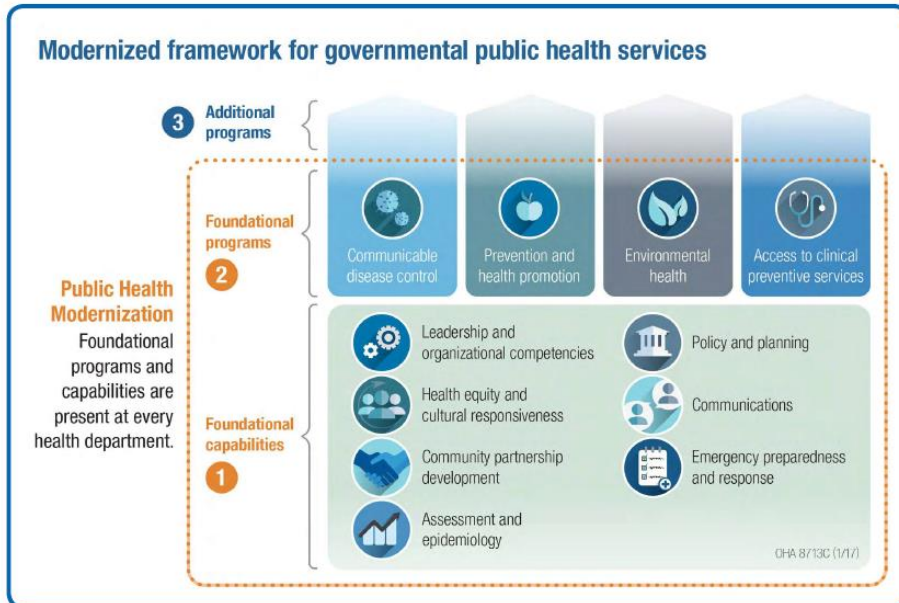 Modernized framework for governmental public health services
3
Additional
programs
Foundational
programs
2
Communicable
disease control
Prevention and
health promotion
Environmental
health
Access to clinical
preventive services
Public Health
Modernization
Foundational
programs and
capabilities are
present at every
health department.
Foundational
capabilities
1
Leadership and
organizational competencies
Health equity and
cultural responsiveness
Community partnership
development
Assessment and
epidemiology
Policy and planning
Communications
Emergency preparedness
and response
OHA 8713C (1/17)